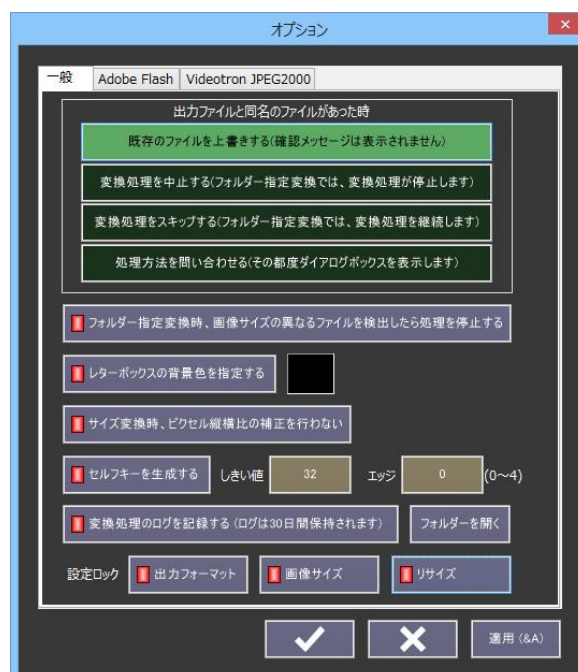 オプション
一般 Adobe Flash Videotron JPEG2000
出力ファイルと同名のファイルがあった時
既存のファイルを上書きする(確認メッセージは表示されません)
変換処理を中止する(フォルダー指定変換では、変換処理が停止します)
変換処理をスキップする(フォルダー指定変換では、変換処理を継続します)
処理方法を問い合わせる(その都度ダイアログボックスを表示します)
フォルダー指定変換時、画像サイズの異なるファイルを検出したら処理を停止する
レターボックスの背景色を指定する
サイズ変換時、ピクセル縦横比の補正を行わない
セルフキーを生成する しきい値 32 エッジ 0 (0～4)
変換処理のログを記録する (ログは30日間保持されます) フォルダーを開く
設定ロック 出力フォーマット 画像サイズ リサイズ
適用 (&A)